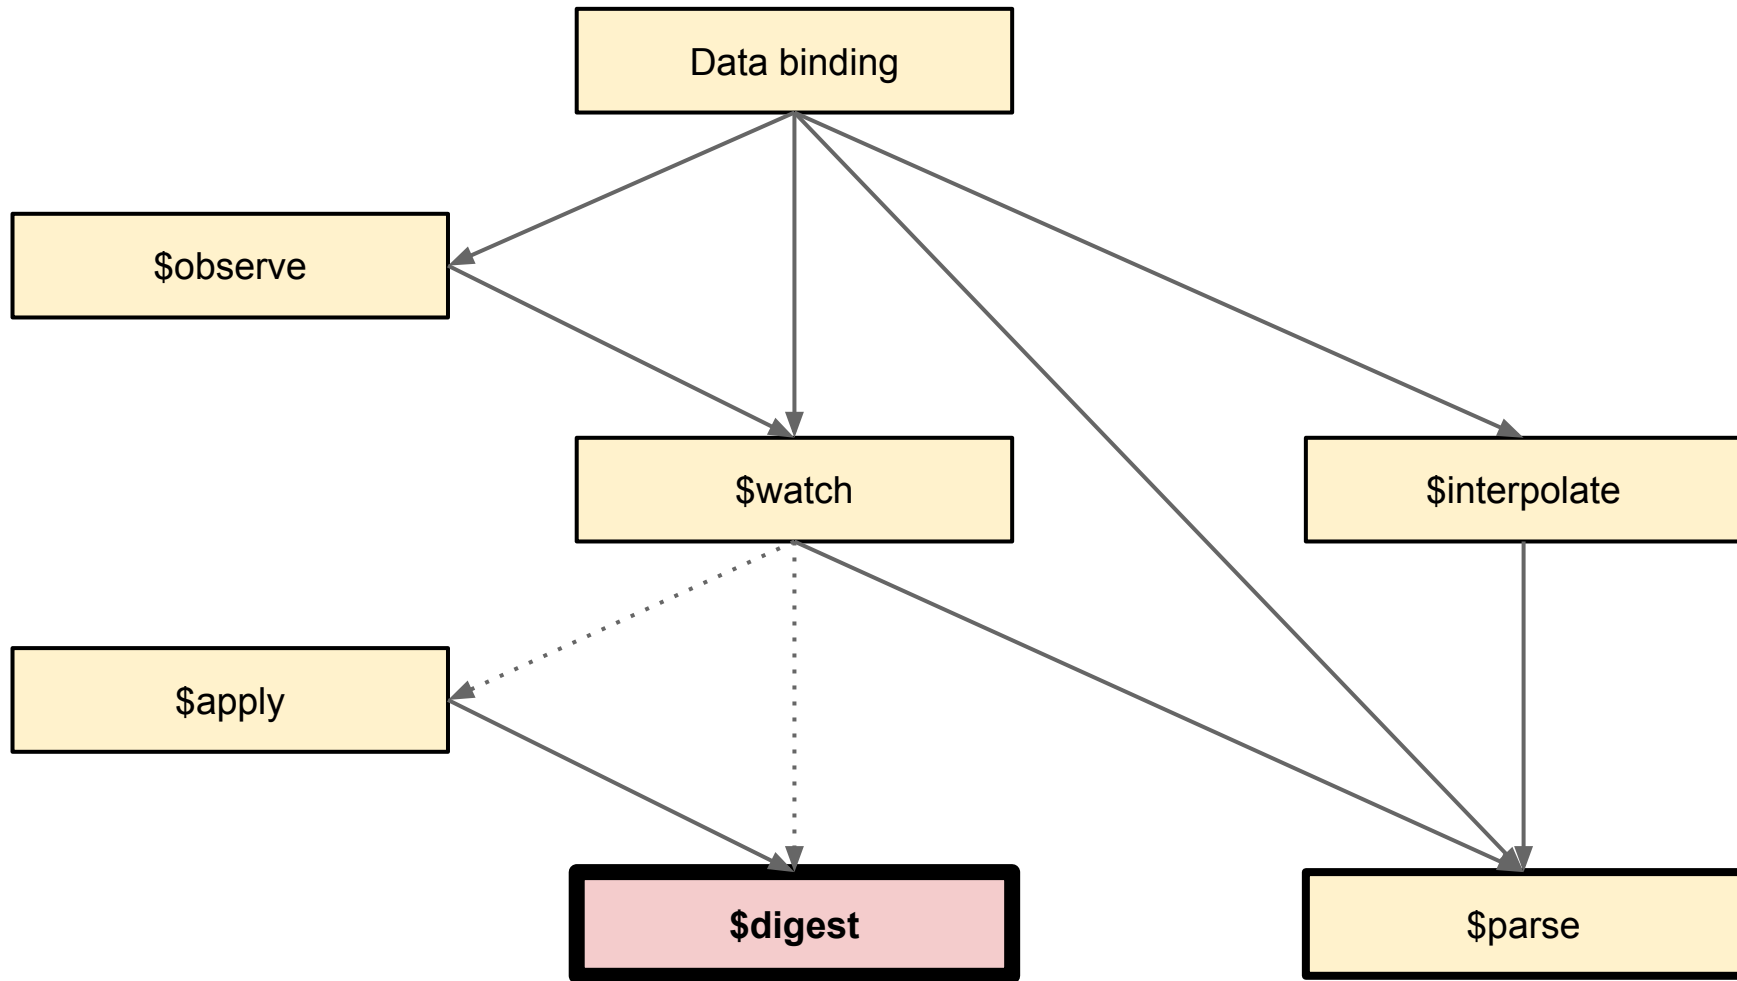 Data binding
$observe
$watch
$interpolate
$apply
$digest
$parse